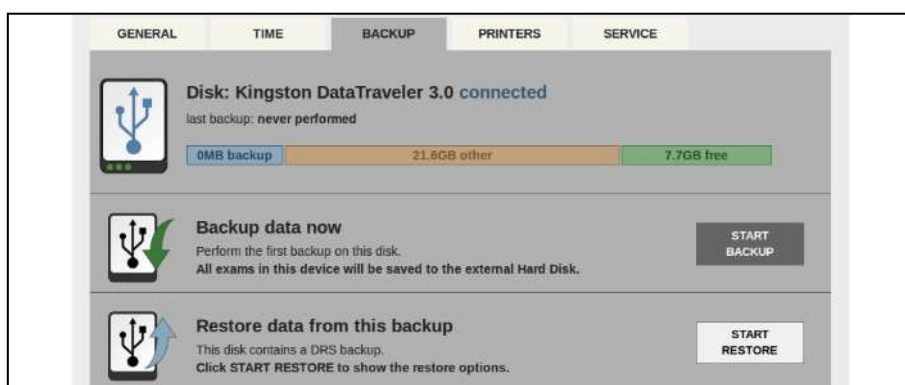 GENERAL TIME BACKUP PRINTERS SERVICE
Disk: Kingston DataTraveler 3.0 connected
last backup: never performed
0MB backup 21.6GB other 7.7GB free
Backup data now
Perform the first backup on this disk.
All exams in this device will be saved to the external Hard Disk.
START
BACKUP
Restore data from this backup
This disk contains a DRS backup.
Click START RESTORE to show the restore options.
START
RESTORE